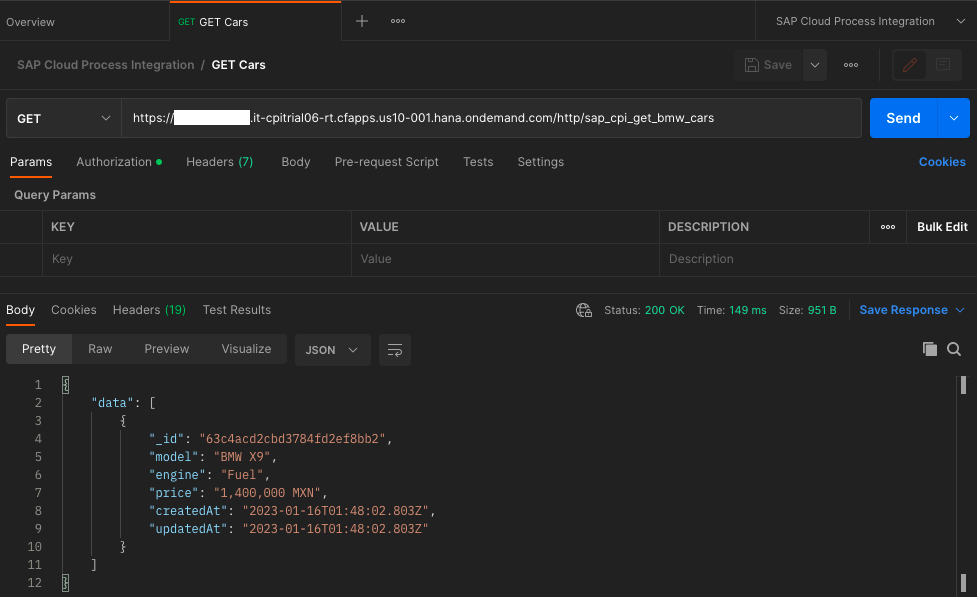 Overview GET GET Cars SAP Cloud Process Integration
SAP Cloud Process Integration / GET Cars Save
GET https:// .it-cpitrial06-rt.cfapps.us10-001.hana.ondemand.com/http/sap_cpi_get_bmw_cars Send
Params Authorization Headers (7) Body Pre-request Script Tests Settings Cookies
Query Params
KEY VALUE DESCRIPTION Bulk Edit
Key Value Description
Body Cookies Headers (19) Test Results Status: 200 OK Time: 149 ms Size: 951 B Save Response
Pretty Raw Preview Visualize JSON
1 {
2 "data": [
3 {
4 "_id": "63c4acd2cbd3784fd2ef8bb2",
5 "model": "BMW X9",
6 "engine": "Fuel",
7 "price": "1,400,000 MXN",
8 "createdAt": "2023-01-16T01:48:02.803Z",
9 "updatedAt": "2023-01-16T01:48:02.803Z"
10 }
11 ]
12 }